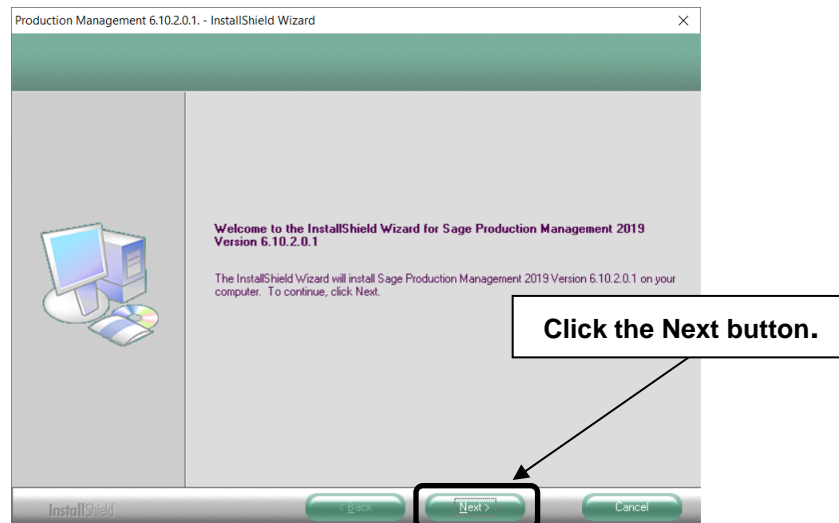 Production Management 6.10.2.0.1. - InstallShield Wizard
Welcome to the InstallShield Wizard for Sage Production Management 2019
Version 6.10.2.0.1
The InstallShield Wizard will install Sage Production Management 2019 Version 6.10.2.0.1 on your
computer. To continue, click Next.
Click the Next button.
InstallShield
< Back
Next >
Cancel